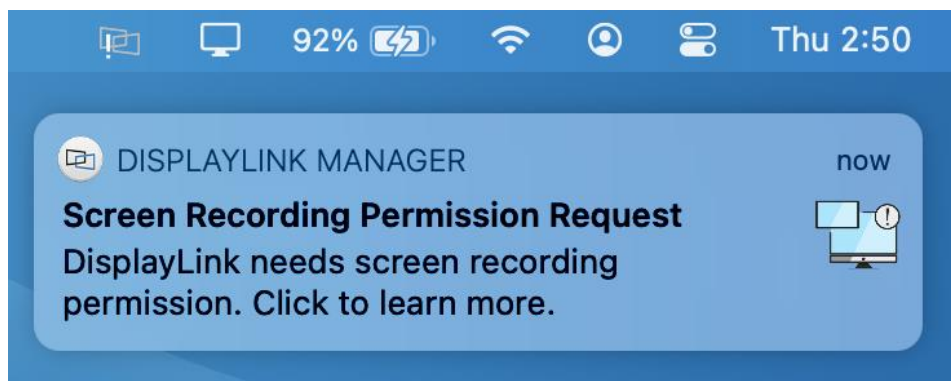 92% Thu 2:50
DISPLAYLINK MANAGER now
Screen Recording Permission Request
DisplayLink needs screen recording
permission. Click to learn more.